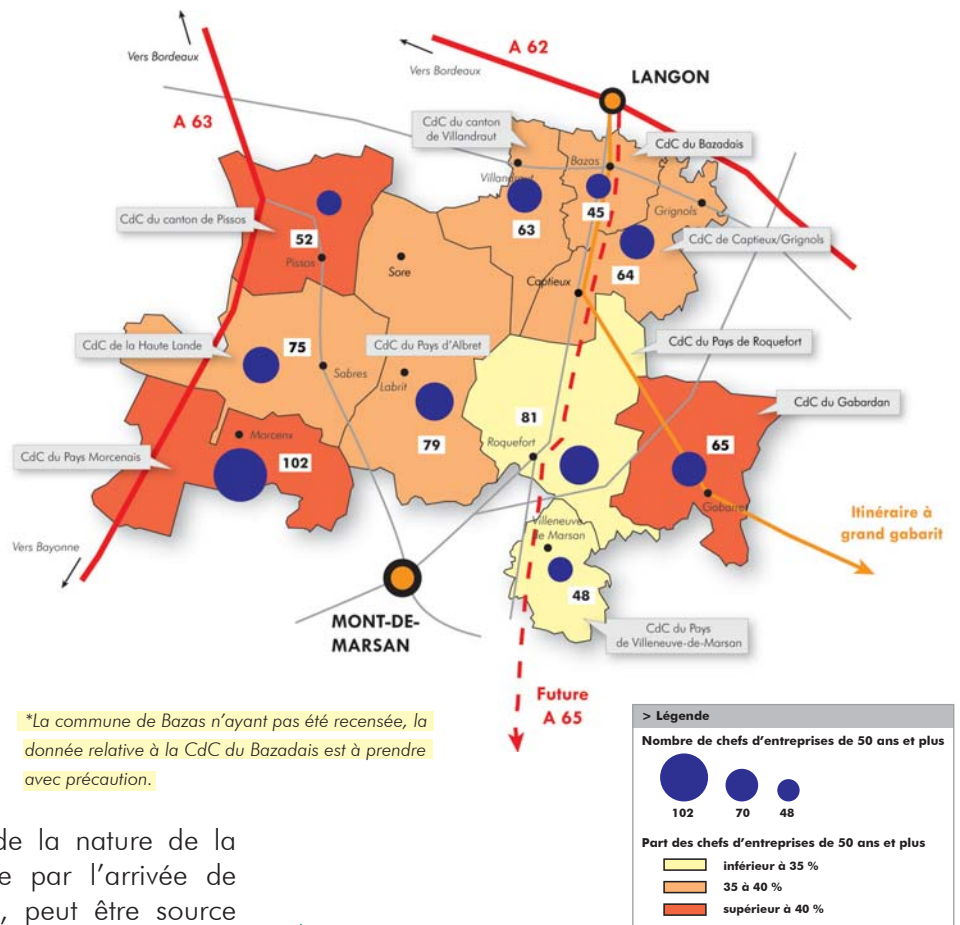 Vers Bordeaux
A 62
Vers Bordeaux
LANGON
A 63
CdC du canton
de Villandraut
CdC du Bazadais
Bazas
Villandraut
45
Grignols
CdC du canton de Pissos
63
52
CdC de Captieux/Grignols
Pissos
Sore
64
Captieux
CdC de la Haute Lande
75
CdC du Pays d'Albret
CdC du Pays de Roquefort
Sabres
Labrit
CdC du Gabardan
81
Morcenx
79
Roquefort
65
CdC du Pays Morcenais
102
Gabarret
Itinéraire à
grand gabarit
Villeneuve
de Marsan
Vers Bayonne
48
MONT-DE-
MARSAN
CdC du Pays
de Villeneuve-de-Marsan
Future
A 65
*La commune de Bazas n'ayant pas été recensée, la
donnée relative à la CdC du Bazadais est à prendre
avec précaution.
> Légende
Nombre de chefs d'entreprises de 50 ans et plus
102 70 48
Part des chefs d'entreprises de 50 ans et plus
inférieur à 35 %
35 à 40 %
supérieur à 40 %
de la nature de la
e par l'arrivée de
, peut être source